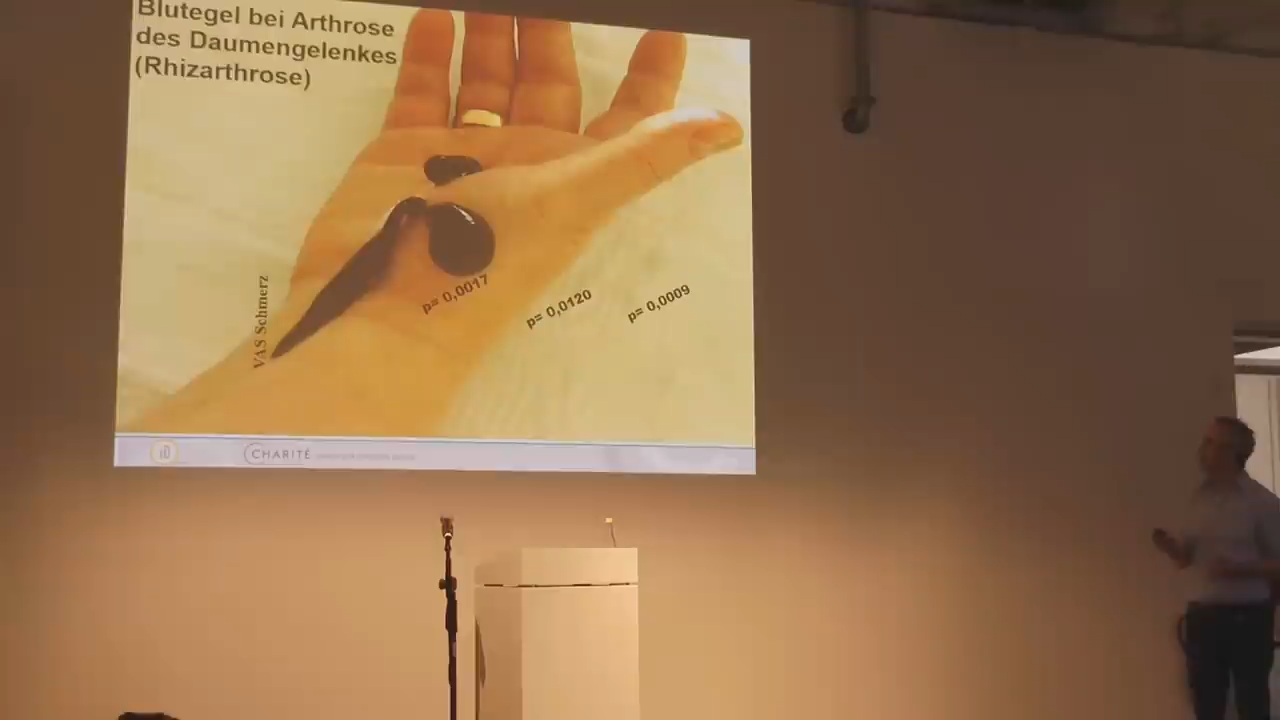 Blutegel bei Arthrose
des Daumengelenkes
(Rhizarthrose)
VAS Schmerz
p= 0,0017
p= 0,0120
p= 0,0009
CHARITÉ